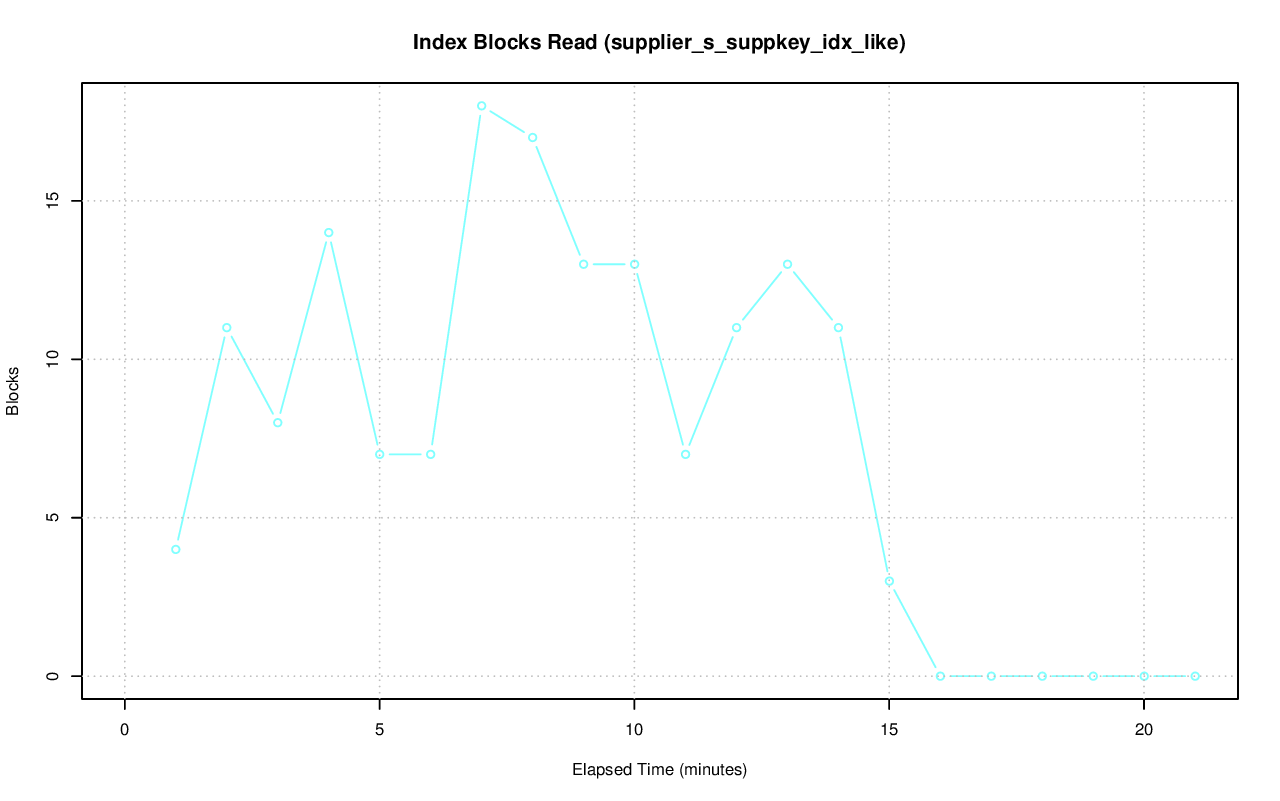 Index Blocks Read (supplier_s_suppkey_idx_like)
Blocks
15
10
5
0
0 5 10 15 20
Elapsed Time (minutes)